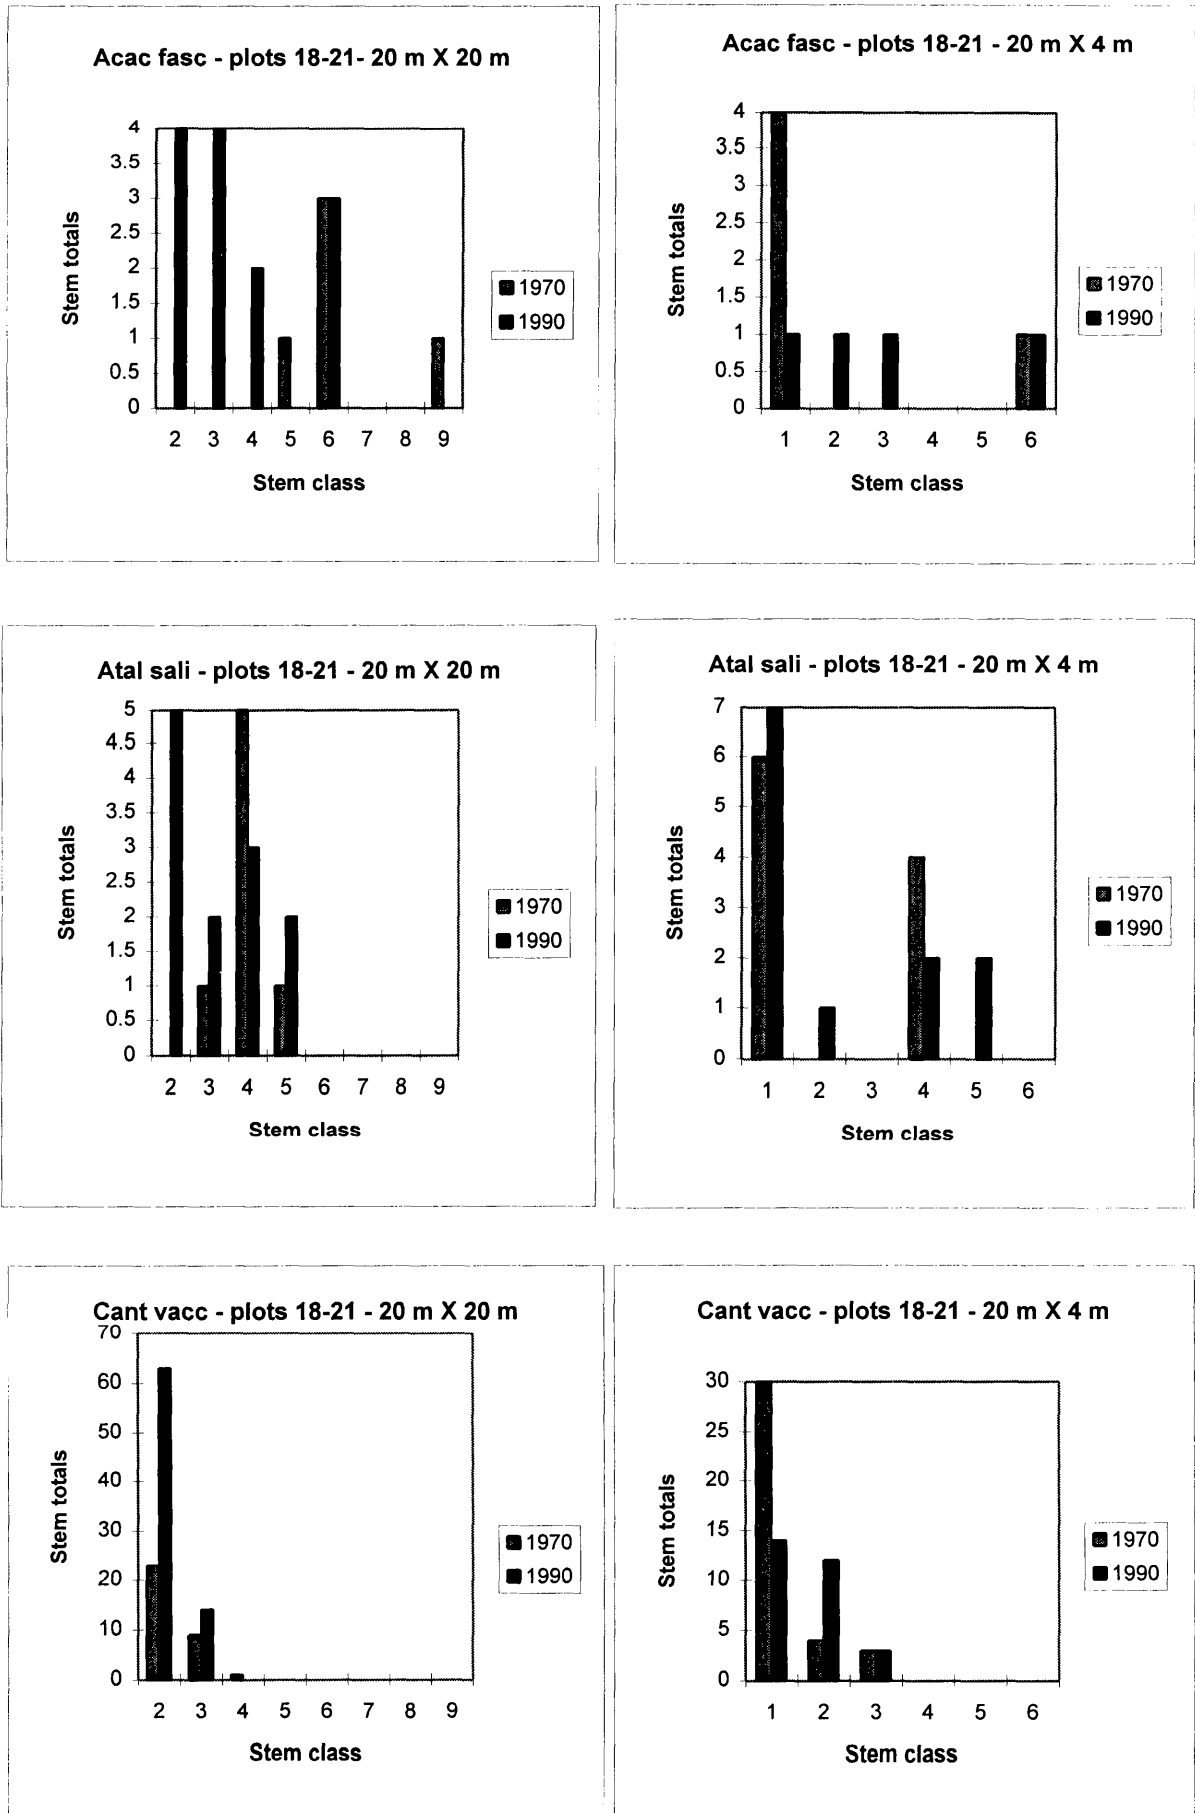 Acac fasc - plots 18-21- 20 m X 20 m
4
3.5
3
2.5
2
1.5
1
0.5
0
Stem totals
2 3 4 5 6 7 8 9
Stem class
1970
1990
Acac fasc - plots 18-21 - 20 m X 4 m
4
3.5
3
2.5
2
1.5
1
0.5
0
Stem totals
1 2 3 4 5 6
Stem class
1970
1990
Atal sali - plots 18-21 - 20 m X 20 m
5
4.5
4
3.5
3
2.5
2
1.5
1
0.5
0
Stem totals
2 3 4 5 6 7 8 9
Stem class
1970
1990
Atal sali - plots 18-21 - 20 m X 4 m
7
6
5
4
3
2
1
0
Stem totals
1 2 3 4 5 6
Stem class
1970
1990
Cant vacc - plots 18-21 - 20 m X 20 m
70
60
50
40
30
20
10
0
Stem totals
2 3 4 5 6 7 8 9
Stem class
1970
1990
Cant vacc - plots 18-21 - 20 m X 4 m
30
25
20
15
10
5
0
Stem totals
1 2 3 4 5 6
Stem class
1970
1990